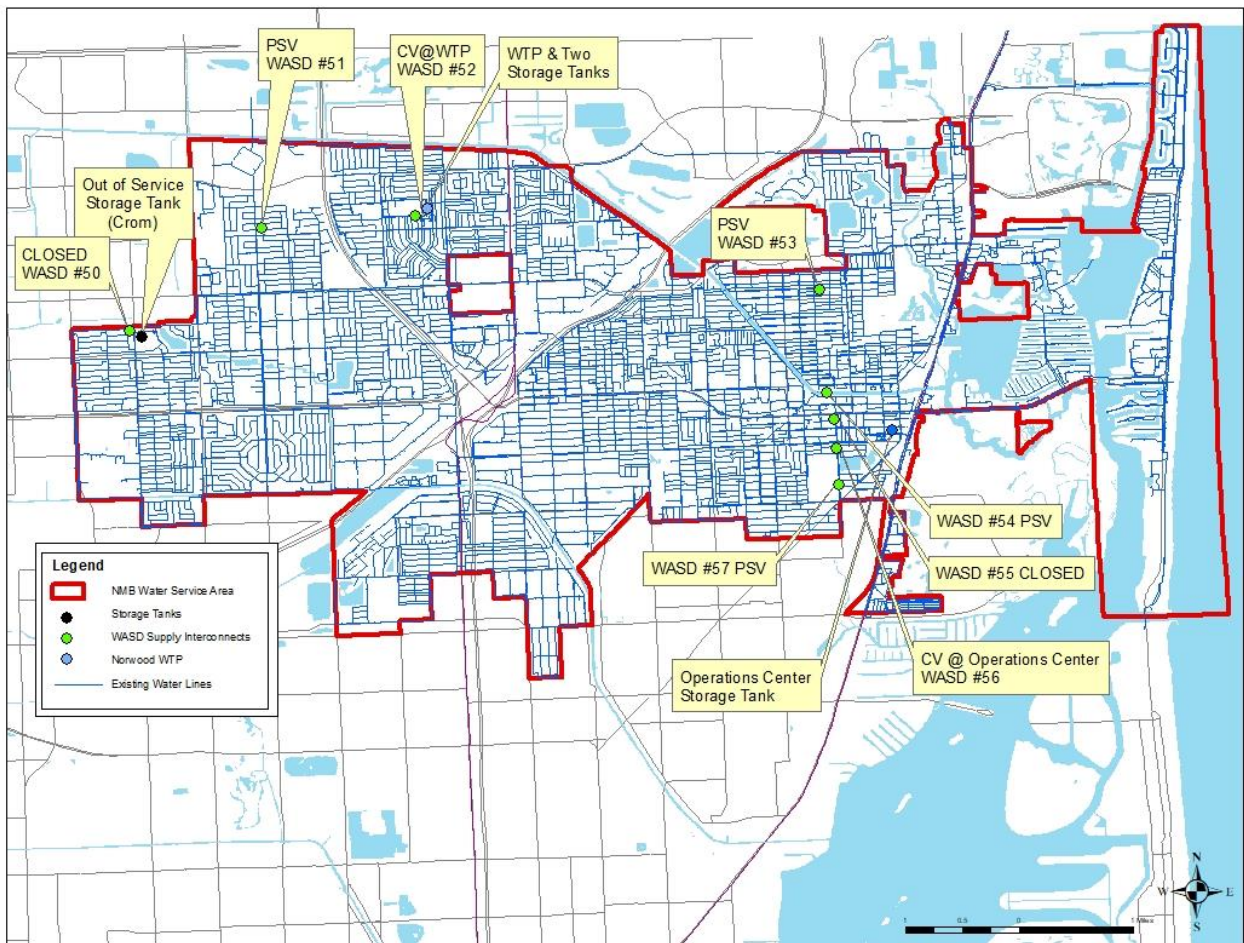 PSV
WASD #51
CV@WTP
WASD #52
WTP & Two
Storage Tanks
Out of Service
Storage Tank
(Crom)
CLOSED
WASD #50
PSV
WASD #53
WASD #54 PSV
WASD #57 PSV
WASD #55 CLOSED
CV @ Operations Center
WASD #56
Operations Center
Storage Tank
Legend
NMB Water Service Area
Storage Tanks
WASD Supply Interconnects
Norwood WTP
Existing Water Lines
N
W
E
S
1 0.5 0 1 Miles